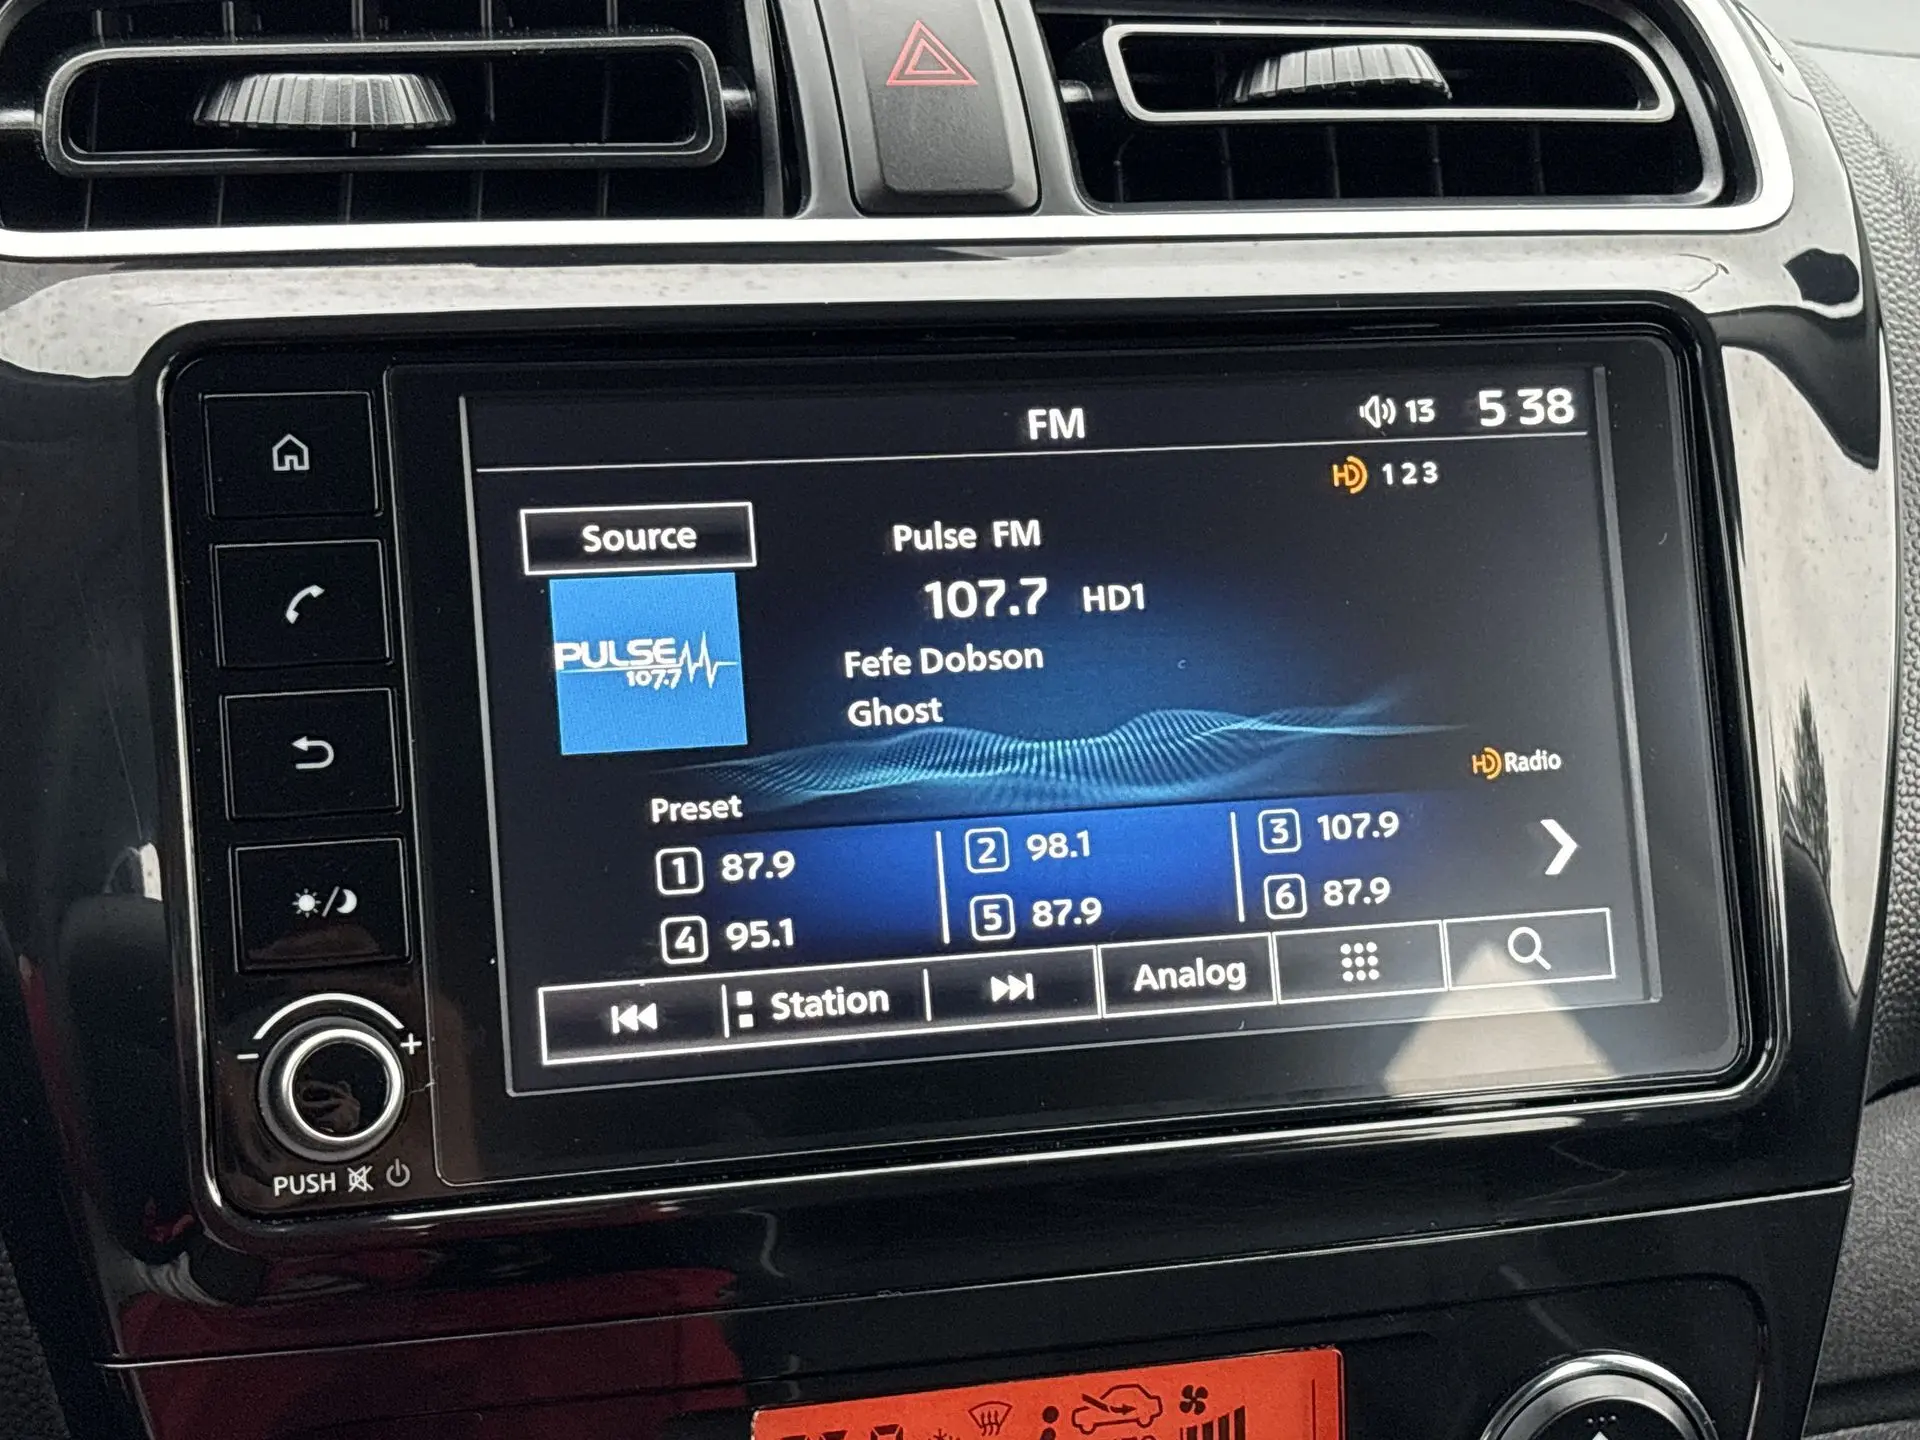 FM
13
5 38
HD 1 2 3
Source
Pulse FM
107.7 HD1
PULSE
107.7
Fefe Dobson
Ghost
HD Radio
Preset
1 87.9
2 98.1
3 107.9
4 95.1
5 87.9
6 87.9
Station
Analog
- +
PUSH